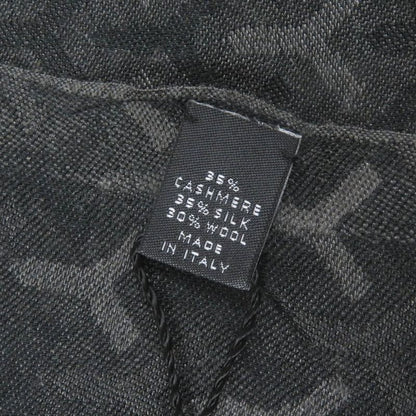 35%
CASHMERE
35% SILK
30% WOOL
MADE
IN ITALY